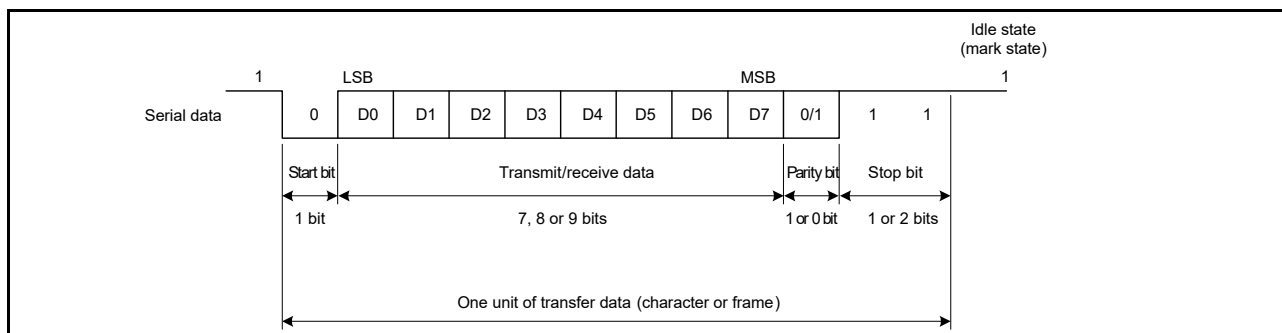 Idle state
(mark state)
1 LSB MSB 1
Serial data 0 D0 D1 D2 D3 D4 D5 D6 D7 0/1 1 1
Start bit Transmit/receive data Parity bit Stop bit
1 bit 7, 8 or 9 bits 1 or 0 bit 1 or 2 bits
One unit of transfer data (character or frame)